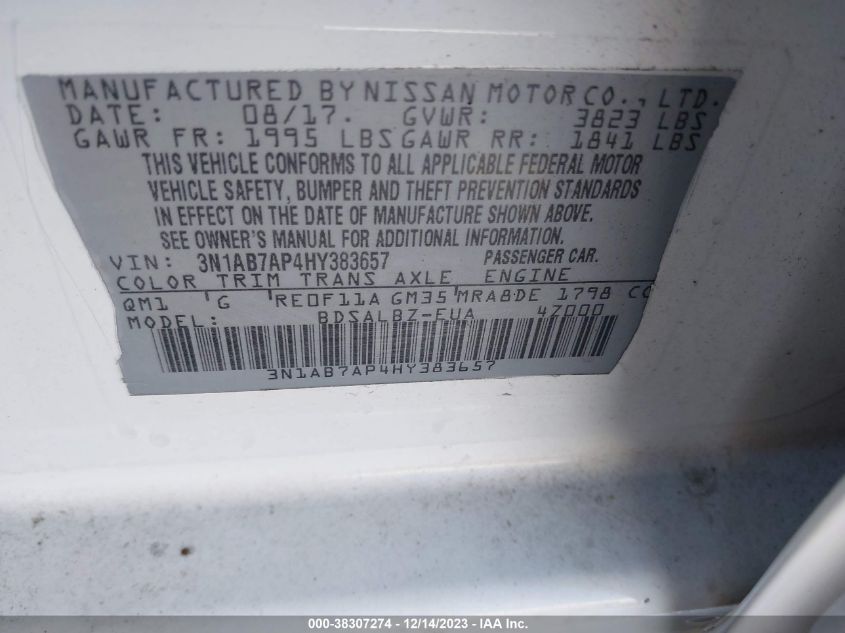 MANUFACTURED BY NISSAN MOTOR CO., LTD.
DATE: 08/17. GVWR: 3823 LBS
GAWR FR: 1995 LBS GAWR RR: 1841 LBS
THIS VEHICLE CONFORMS TO ALL APPLICABLE FEDERAL MOTOR
VEHICLE SAFETY, BUMPER AND THEFT PREVENTION STANDARDS
IN EFFECT ON THE DATE OF MANUFACTURE SHOWN ABOVE.
SEE OWNER'S MANUAL FOR ADDITIONAL INFORMATION.
VIN: 3N1AB7AP4HY383657 PASSENGER CAR.
COLOR TRIM TRANS AXLE ENGINE
QM1 'G 'RE0F11A GM35'MRA8DE 1798 CC
MODEL: BDSALBZ-EUA 4Z000
3N1AB7AP4HY383657
000-38307274 - 12/14/2023 - Copyright © IAA, Inc.